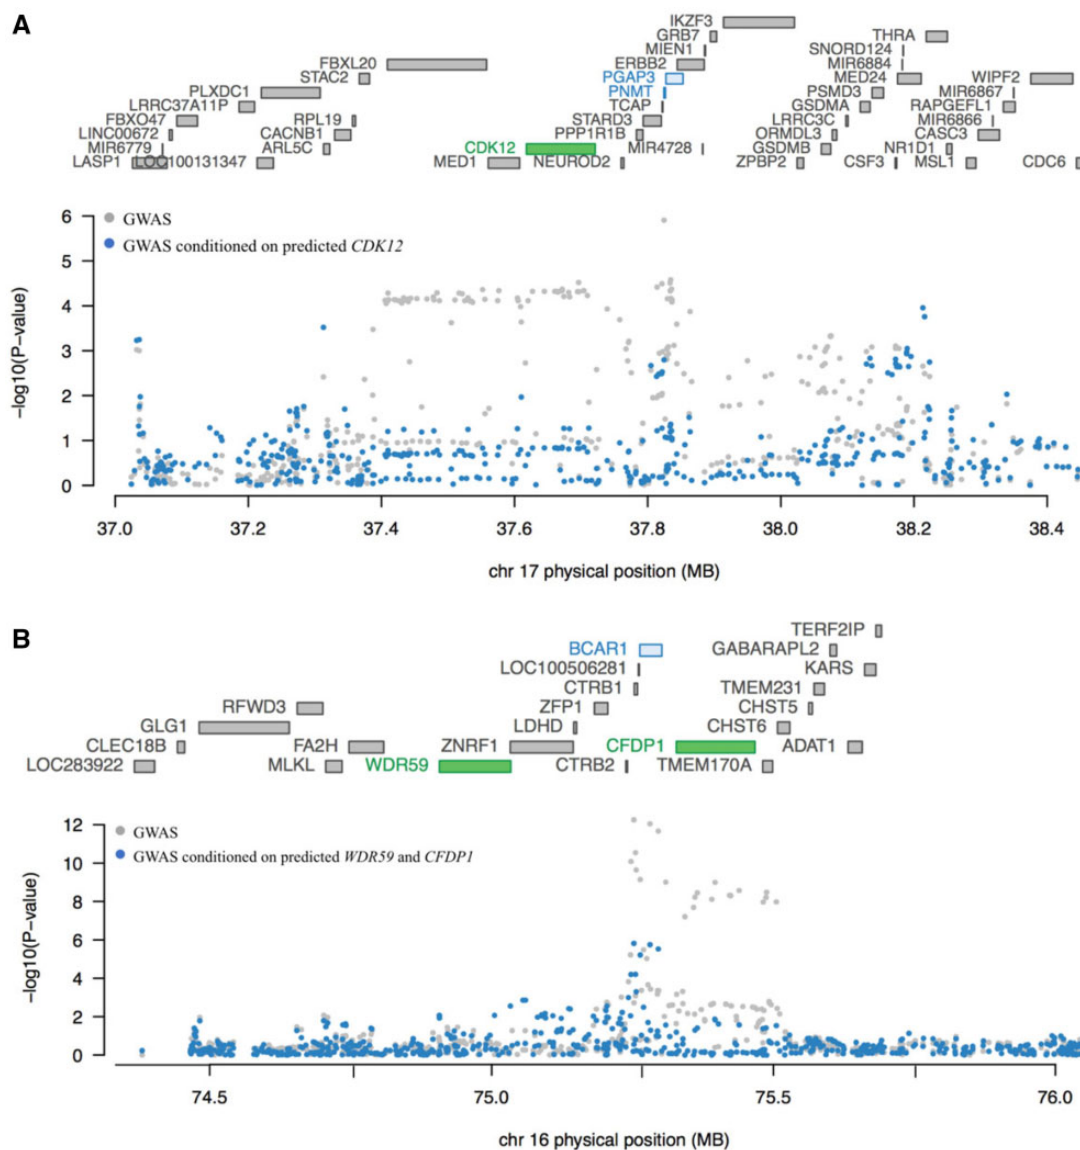 A
IKZF3
GRB7 THRA
MIEN1 SNORD124
FBXL20 ERBB2 MIR6884
STAC2 PGAP3 MED24 WIPF2
PLXDC1 PNMT PSMD3 MIR6867
LRRC37A11P TCAP GSDMA RAPGEFL1
FBXO47 RPL19 STARD3 LRRC3C MIR6866
LINC00672 CACNB1 PPP1R1B ORMDL3 CASC3
MIR6779 ARL5C CDK12 MIR4728 GSDMB NR1D1
LASP1 LOC100131347 MED1 NEUROD2 ZPBP2 CSF3 MSL1 CDC6
GWAS
GWAS conditioned on predicted CDK12
−log10(P−value)
6
5
4
3
2
1
0
37.0 37.2 37.4 37.6 37.8 38.0 38.2 38.4
chr 17 physical position (MB)
B
TERF2IP
BCAR1 GABARAPL2
LOC100506281 KARS
CTRB1 TMEM231
RFWD3 ZFP1 CHST5
GLG1 LDHD CHST6
CLEC18B FA2H ZNRF1 CFDP1 ADAT1
LOC283922 MLKL WDR59 CTRB2 TMEM170A
GWAS
GWAS conditioned on predicted WDR59 and CFDP1
−log10(P−value)
12
10
8
6
4
2
0
74.5 75.0 75.5 76.0
chr 16 physical position (MB)